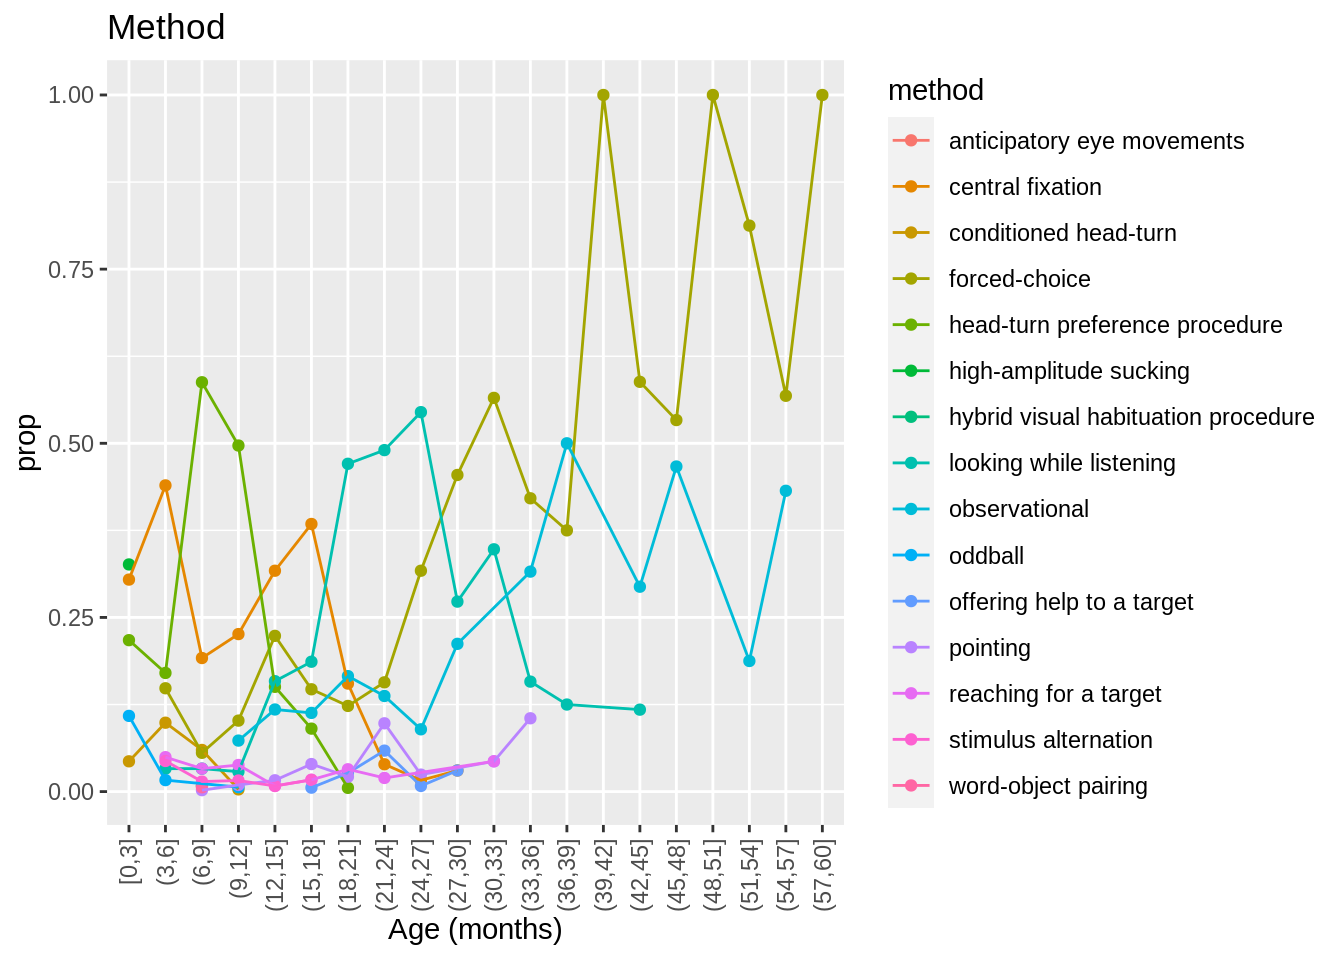 Method
1.00
0.75
0.50
0.25
0.00
prop
[0,3]
(3,6]
(6,9]
(9,12]
(12,15]
(15,18]
(18,21]
(21,24]
(24,27]
(27,30]
(30,33]
(33,36]
(36,39]
(39,42]
(42,45]
(45,48]
(48,51]
(51,54]
(54,57]
(57,60]
Age (months)
method
anticipatory eye movements
central fixation
conditioned head-turn
forced-choice
head-turn preference procedure
high-amplitude sucking
hybrid visual habituation procedure
looking while listening
observational
oddball
offering help to a target
pointing
reaching for a target
stimulus alternation
word-object pairing